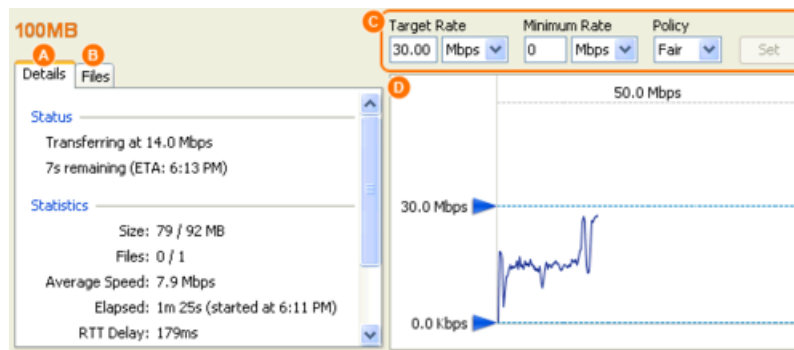 100MB
A B
Details Files
Status
Transferring at 14.0 Mbps
7s remaining (ETA: 6:13 PM)
Statistics
Size: 79 / 92 MB
Files: 0 / 1
Average Speed: 7.9 Mbps
Elapsed: 1m 25s (started at 6:11 PM)
RTT Delay: 179ms
C
Target Rate Minimum Rate Policy
30.00 Mbps 0 Mbps Fair Set
D
50.0 Mbps
30.0 Mbps
0.0 Kbps